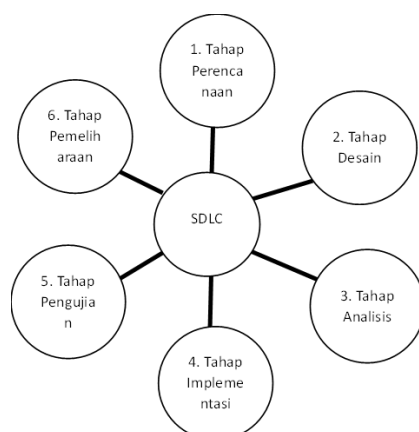 1. Tahap
Perenca
naan
6. Tahap
Pemelih
araan
2. Tahap
Desain
SDLC
5. Tahap
Pengujia
n
3. Tahap
Analisis
4. Tahap
Impleme
ntasi